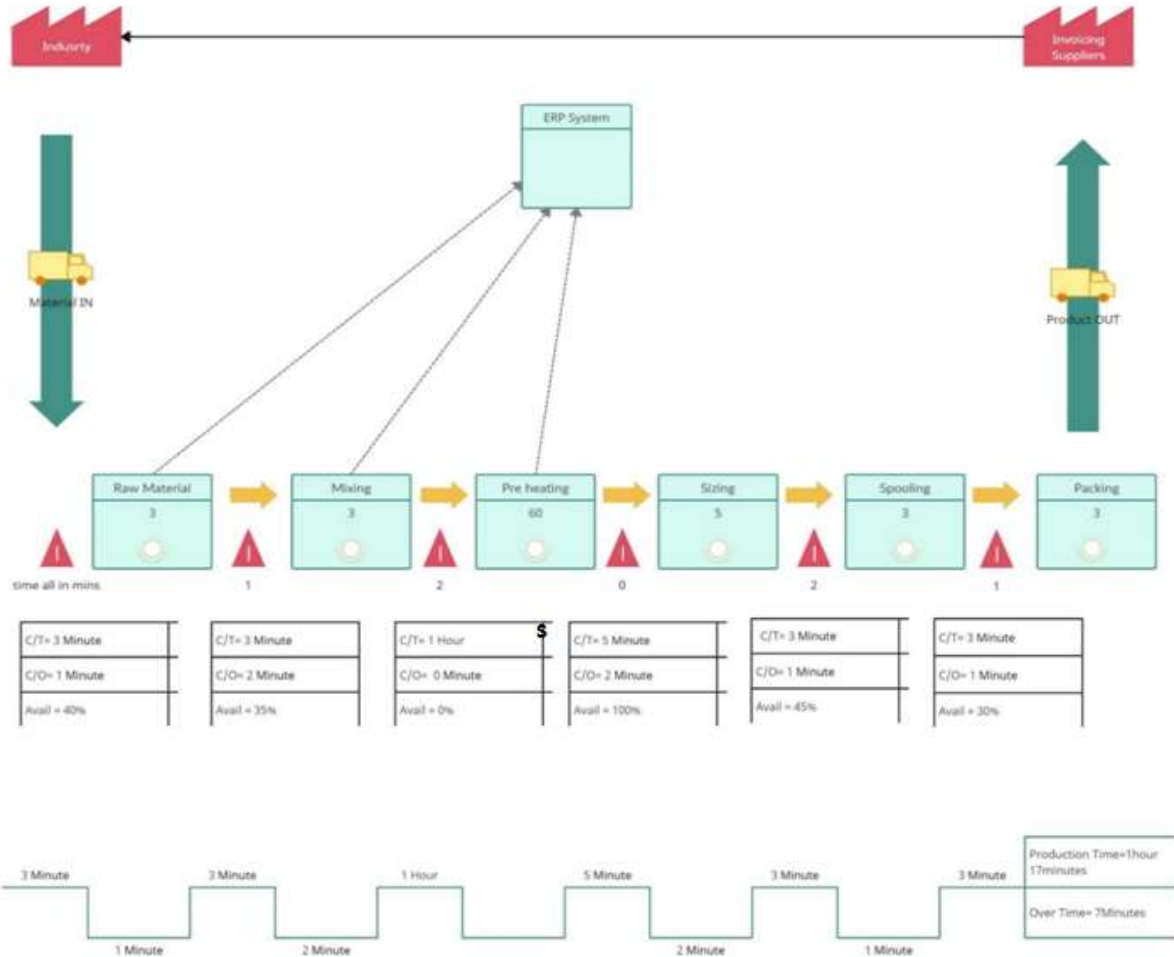 Indusrty
Invoicing
Suppliers
ERP System
Material IN
Product OUT
Raw Material
3
Mixing
3
Pre heating
60
Sizing
5
Spooling
3
Packing
3
time all in mins
1
2
0
2
1
C/T= 3 Minute
C/O= 1 Minute
Avail = 40%
C/T= 3 Minute
C/O= 2 Minute
Avail = 35%
C/T= 1 Hour
$
C/O= 0 Minute
Avail = 0%
C/T= 5 Minute
C/O= 2 Minute
Avail = 100%
C/T= 3 Minute
C/O= 1 Minute
Avail = 45%
C/T= 3 Minute
C/O= 1 Minute
Avail = 30%
3 Minute
3 Minute
1 Hour
5 Minute
3 Minute
3 Minute
Production Time=1hour
17minutes
Over Time= 7Minutes
1 Minute
2 Minute
2 Minute
1 Minute